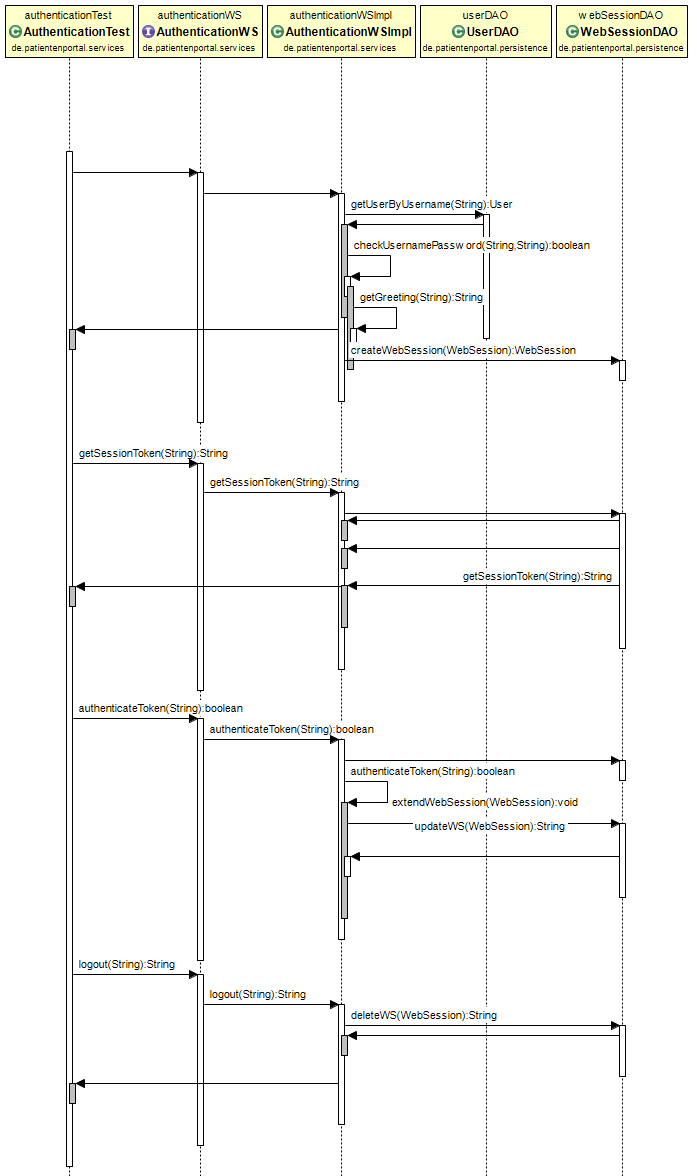 authenticationTest
C AuthenticationTest
de.patientenportal.services
authenticationWS
I AuthenticationWS
de.patientenportal.services
authenticationWSImpl
C AuthenticationWSImpl
de.patientenportal.services
userDAO
C UserDAO
de.patientenportal.persistence
webSessionDAO
C WebSessionDAO
de.patientenportal.persistence
getUserByUsername(String):User
checkUsernamePassword(String,String):boolean
getGreeting(String):String
createWebSession(WebSession):WebSession
getSessionToken(String):String
getSessionToken(String):String
getSessionToken(String):String
authenticateToken(String):boolean
authenticateToken(String):boolean
authenticateToken(String):boolean
extendWebSession(WebSession):void
updateWS(WebSession):String
logout(String):String
logout(String):String
deleteWS(WebSession):String